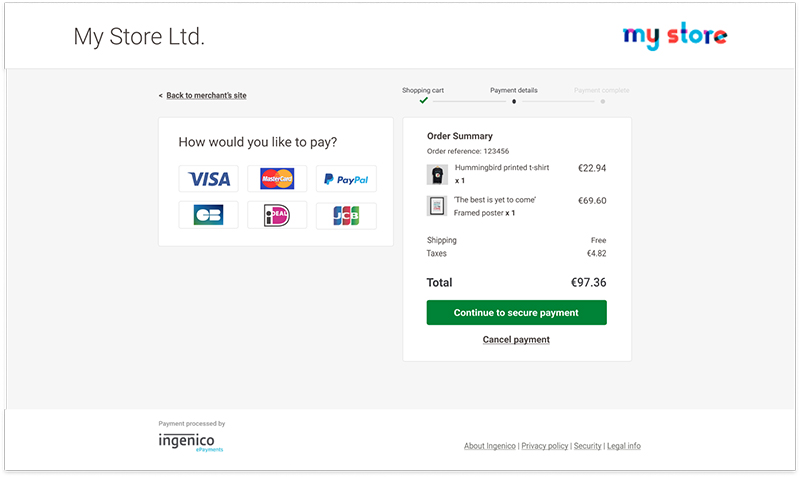 My Store Ltd.
my store
< Back to merchant's site
Shopping cart
Payment details
Payment complete
How would you like to pay?
VISA
MasterCard
PayPal
CB
iDEAL
JCB
Order Summary
Order reference: 123456
Hummingbird printed t-shirt
x 1
€22.94
'The best is yet to come'
Framed poster x 1
€69.60
Shipping
Free
Taxes
€4.82
Total
€97.36
Continue to secure payment
Cancel payment
Payment processed by
ingenico
ePayments
About Ingenico | Privacy policy | Security | Legal info